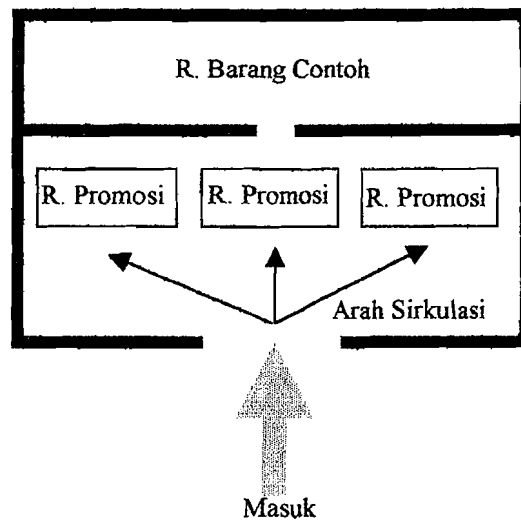 R. Barang Contoh
R. Promosi R. Promosi R. Promosi
Arah Sirkulasi
Masuk